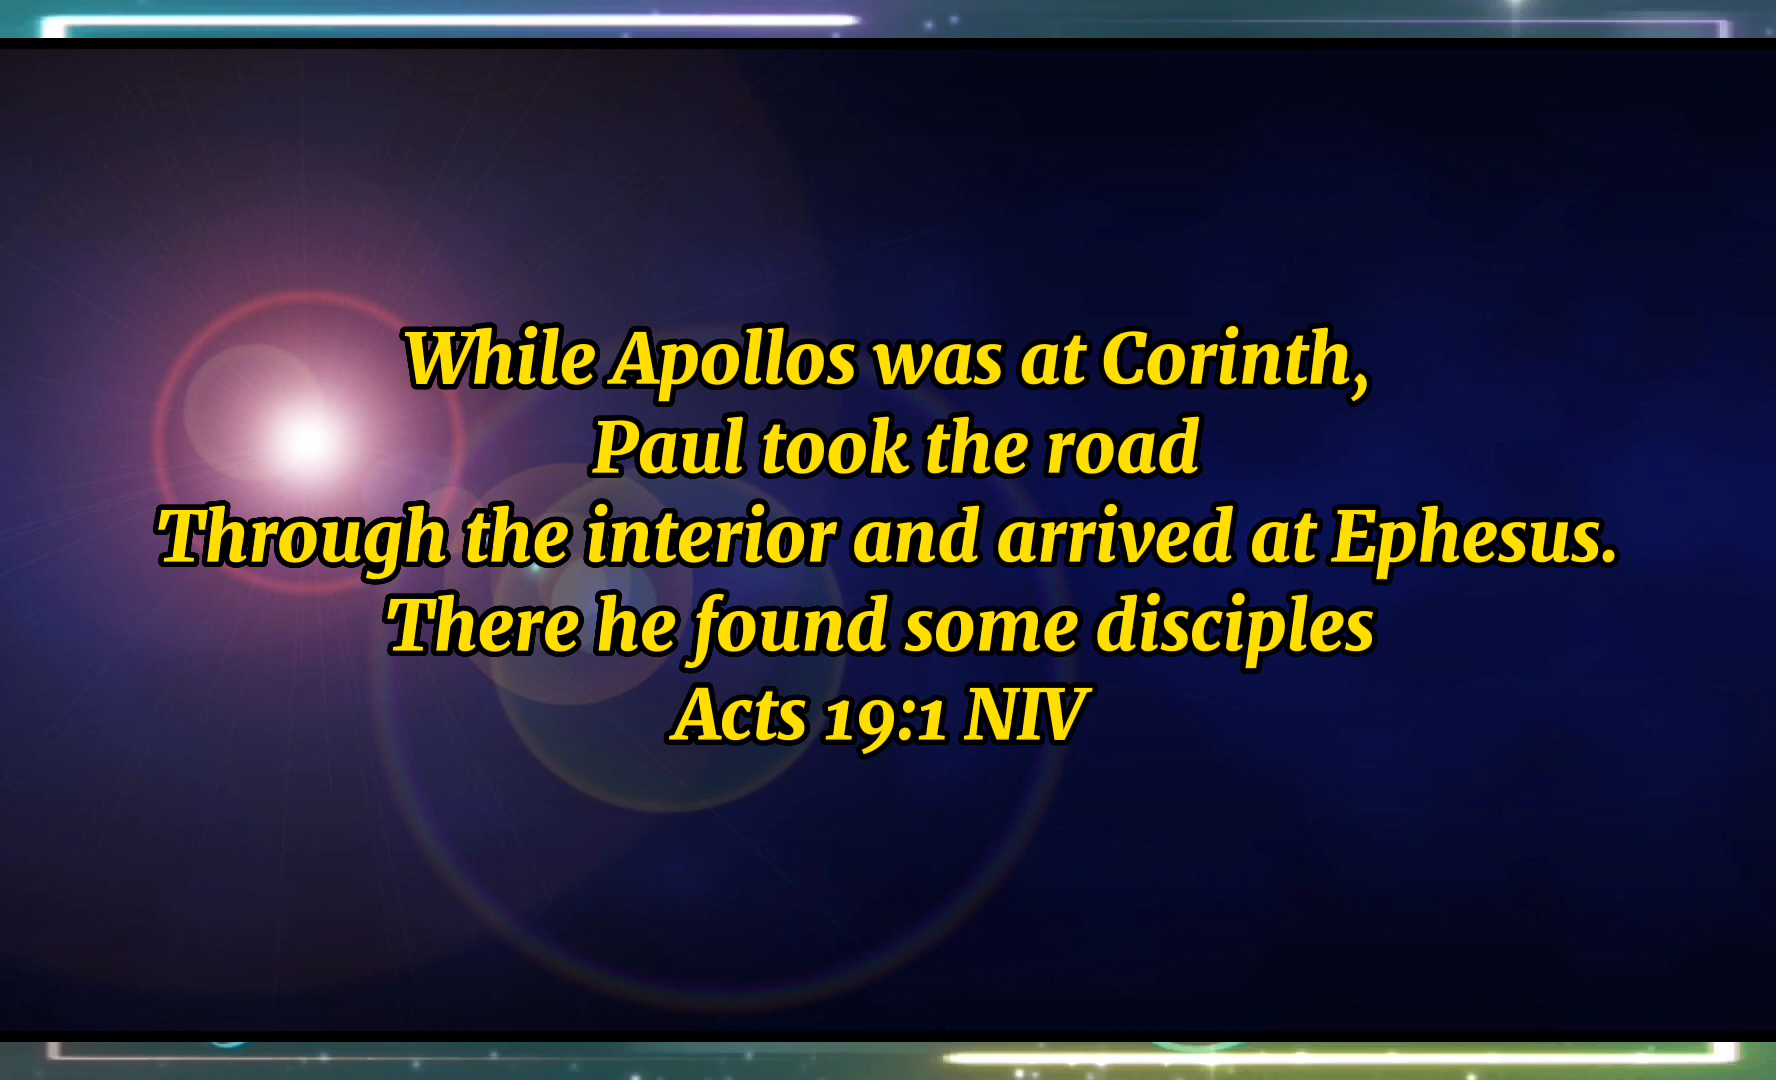 While Apollos was at Corinth,
Paul took the road
Through the interior and arrived at Ephesus.
There he found some disciples
Acts 19:1 NIV